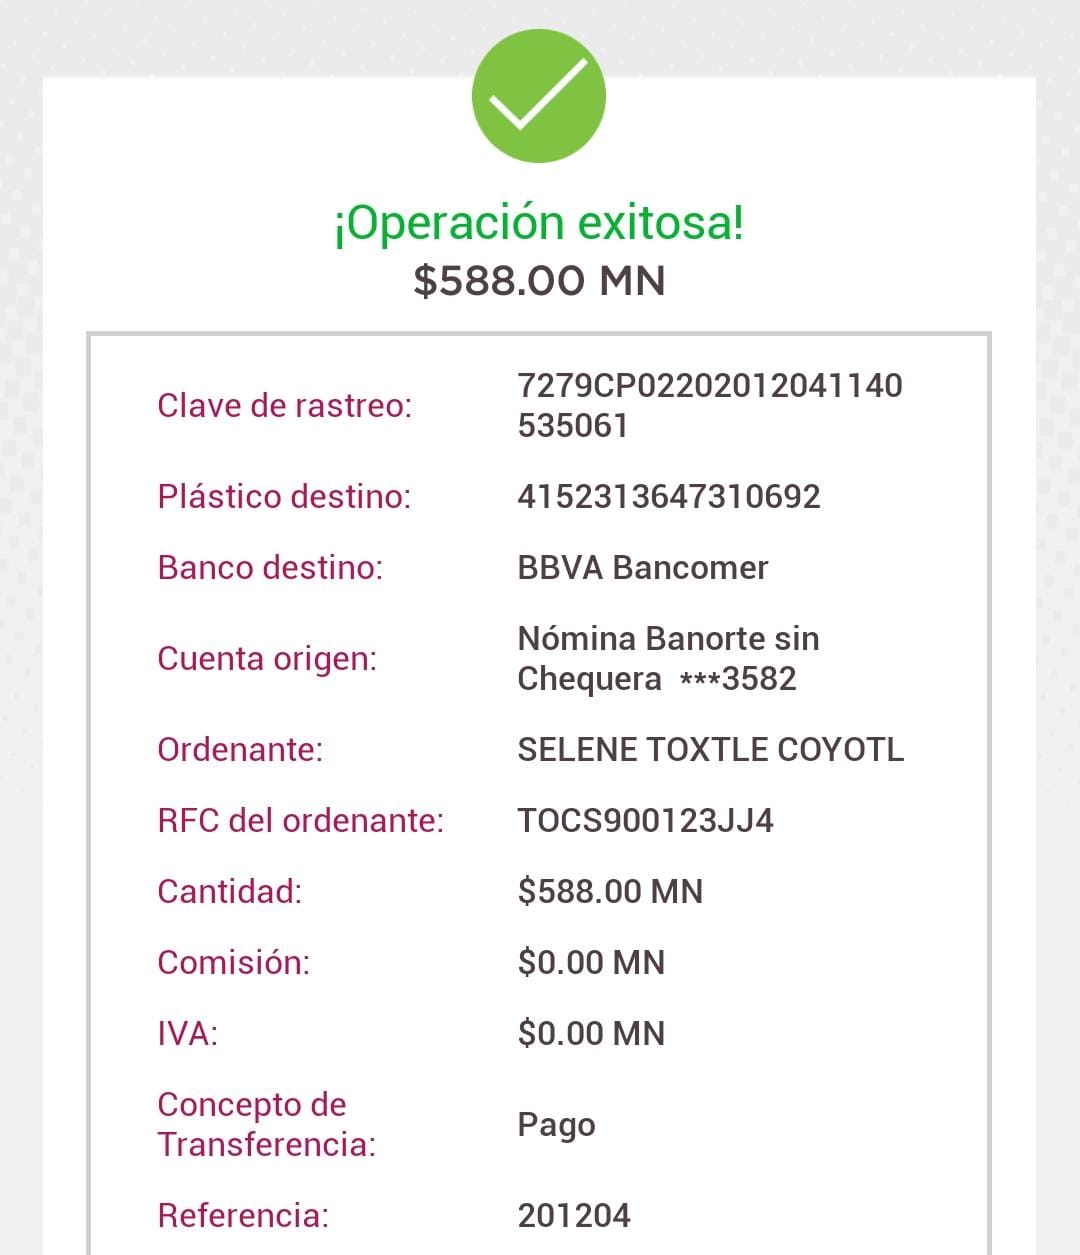 ¡Operación exitosa!
$588.00 MN
Clave de rastreo:
7279CP02202012041140
535061
Plástico destino:
4152313647310692
Banco destino:
BBVA Bancomer
Cuenta origen:
Nómina Banorte sin
Chequera ***3582
Ordenante:
SELENE TOXTLE COYOTL
RFC del ordenante:
TOCS900123JJ4
Cantidad:
$588.00 MN
Comisión:
$0.00 MN
IVA:
$0.00 MN
Concepto de
Transferencia:
Pago
Referencia:
201204